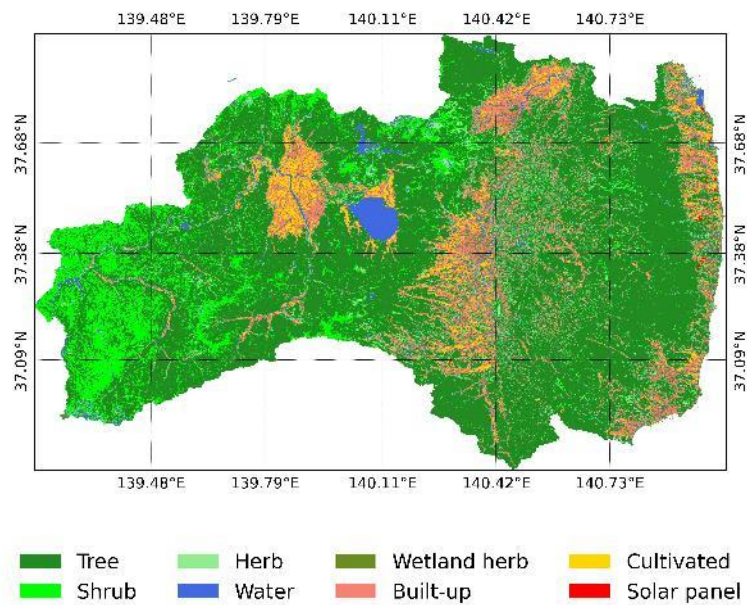 139.48°E 139.79°E 140.11°E 140.42°E 140.73°E
37.68°N 37.68°N
37.38°N 37.38°N
37.09°N 37.09°N
139.48°E 139.79°E 140.11°E 140.42°E 140.73°E
Tree Herb Wetland herb Cultivated
Shrub Water Built-up Solar panel